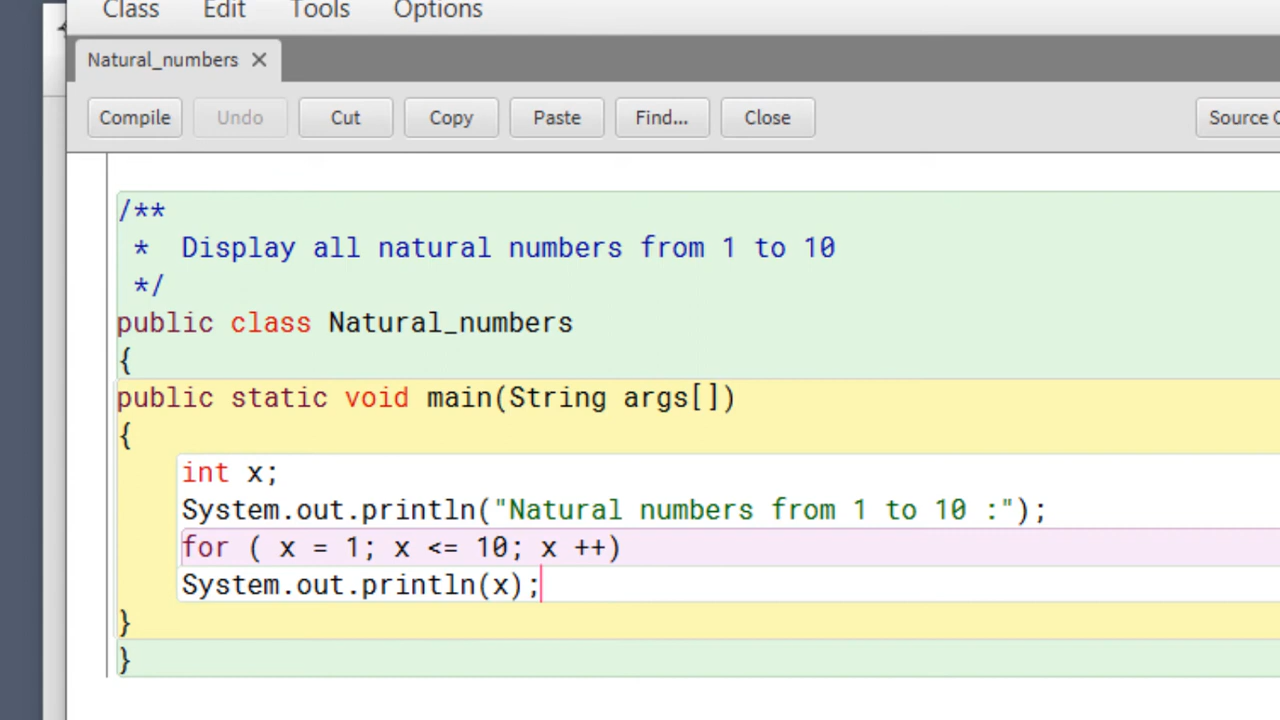 Class Edit Tools Options
Natural_numbers ✕
Compile Undo Cut Copy Paste Find... Close Source
/**
 *  Display all natural numbers from 1 to 10
 */
public class Natural_numbers
{
public static void main(String args[])
{
    int x;
    System.out.println("Natural numbers from 1 to 10 :");
    for ( x = 1; x <= 10; x ++)
    System.out.println(x);
}
}